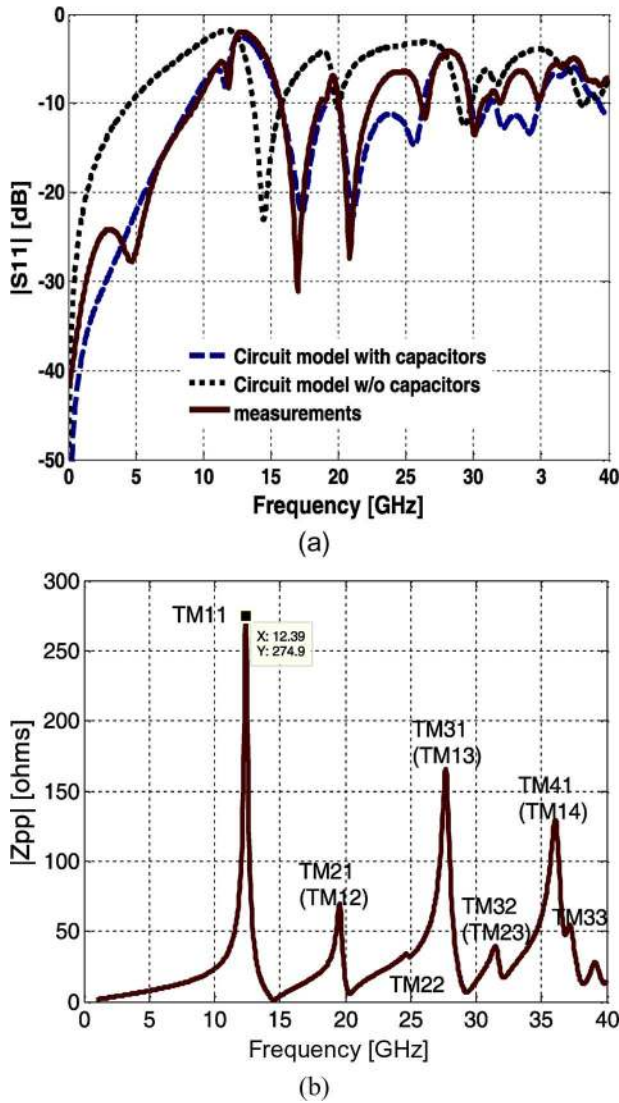 0
-10
-20
-30
-40
-50
|S11| [dB]
Circuit model with capacitors
Circuit model w/o capacitors
measurements
0 5 10 15 20 25 30 3 40
Frequency [GHz]
(a)
300
250
200
150
100
50
0
|Zpp| [ohms]
TM11
X: 12.39
Y: 274.9
TM31
(TM13)
TM41
(TM14)
TM21
(TM12)
TM32
(TM23)
TM33
TM22
0 5 10 15 20 25 30 35 40
Frequency [GHz]
(b)